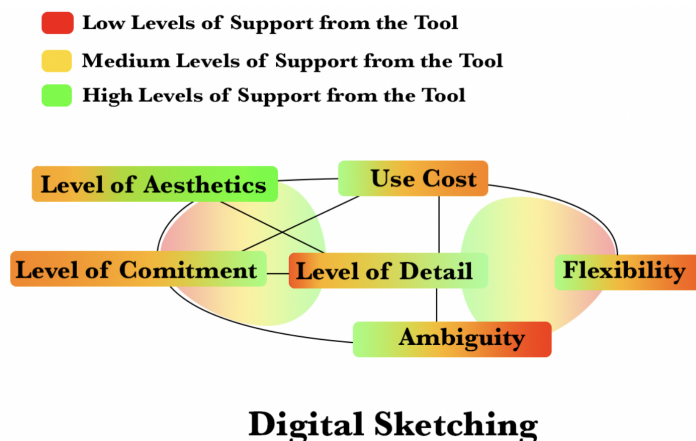 Low Levels of Support from the Tool
Medium Levels of Support from the Tool
High Levels of Support from the Tool
Level of Aesthetics
Use Cost
Level of Comitment
Level of Detail
Flexibility
Ambiguity
Digital Sketching